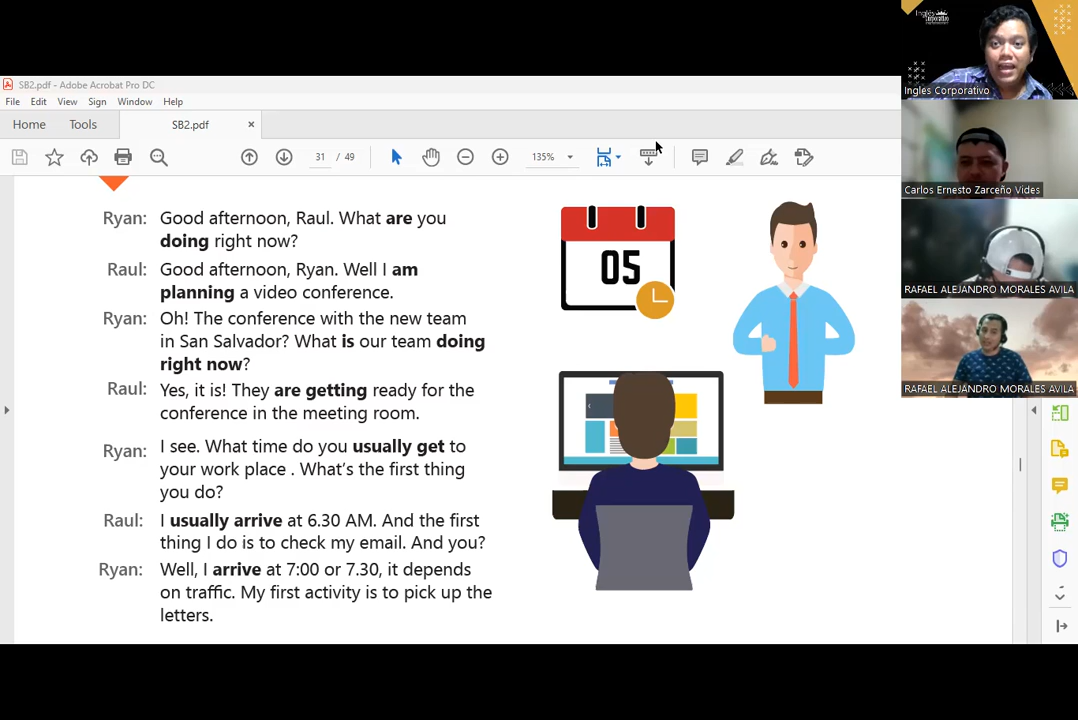 SB2.pdf - Adobe Acrobat Pro DC
File Edit View Sign Window Help
Home Tools SB2.pdf ×
31 / 49 135%
Ryan: Good afternoon, Raul. What are you
doing right now?
Raul: Good afternoon, Ryan. Well I am
planning a video conference.
Ryan: Oh! The conference with the new team
in San Salvador? What is our team doing
right now?
Raul: Yes, it is! They are getting ready for the
conference in the meeting room.
Ryan: I see. What time do you usually get to
your work place . What's the first thing
you do?
Raul: I usually arrive at 6.30 AM. And the first
thing I do is to check my email. And you?
Ryan: Well, I arrive at 7:00 or 7.30, it depends
on traffic. My first activity is to pick up the
letters.
05
Inglés
Corporativo
Ingles Corporativo
Carlos Ernesto Zarceño Vides
RAFAEL ALEJANDRO MORALES AVILA
RAFAEL ALEJANDRO MORALES AVILA